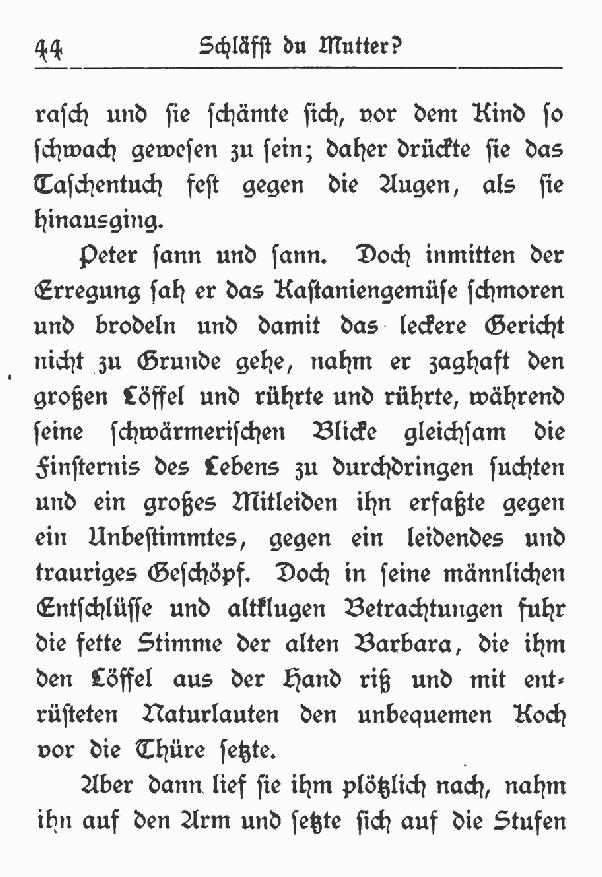 44 Schläfst du Mutter?
rasch und sie schämte sich, vor dem Kind so
schwach gewesen zu sein; daher drückte sie das
Taschentuch fest gegen die Augen, als sie
hinausging.
Peter sann und sann. Doch inmitten der
Erregung sah er das Kastaniengemüse schmoren
und brodeln und damit das leckere Gericht
nicht zu Grunde gehe, nahm er zaghaft den
großen Löffel und rührte und rührte, während
seine schwärmerischen Blicke gleichsam die
Finsternis des Lebens zu durchdringen suchten
und ein großes Mitleiden ihn erfaßte gegen
ein Unbestimmtes, gegen ein leidendes und
trauriges Geschöpf. Doch in seine männlichen
Entschlüsse und altklugen Betrachtungen fuhr
die fette Stimme der alten Barbara, die ihm
den Löffel aus der Hand riß und mit ent-
rüsteten Naturlauten den unbequemen Koch
vor die Thüre setzte.
Aber dann lief sie ihm plötzlich nach, nahm
ihn auf den Arm und setzte sich auf die Stufen